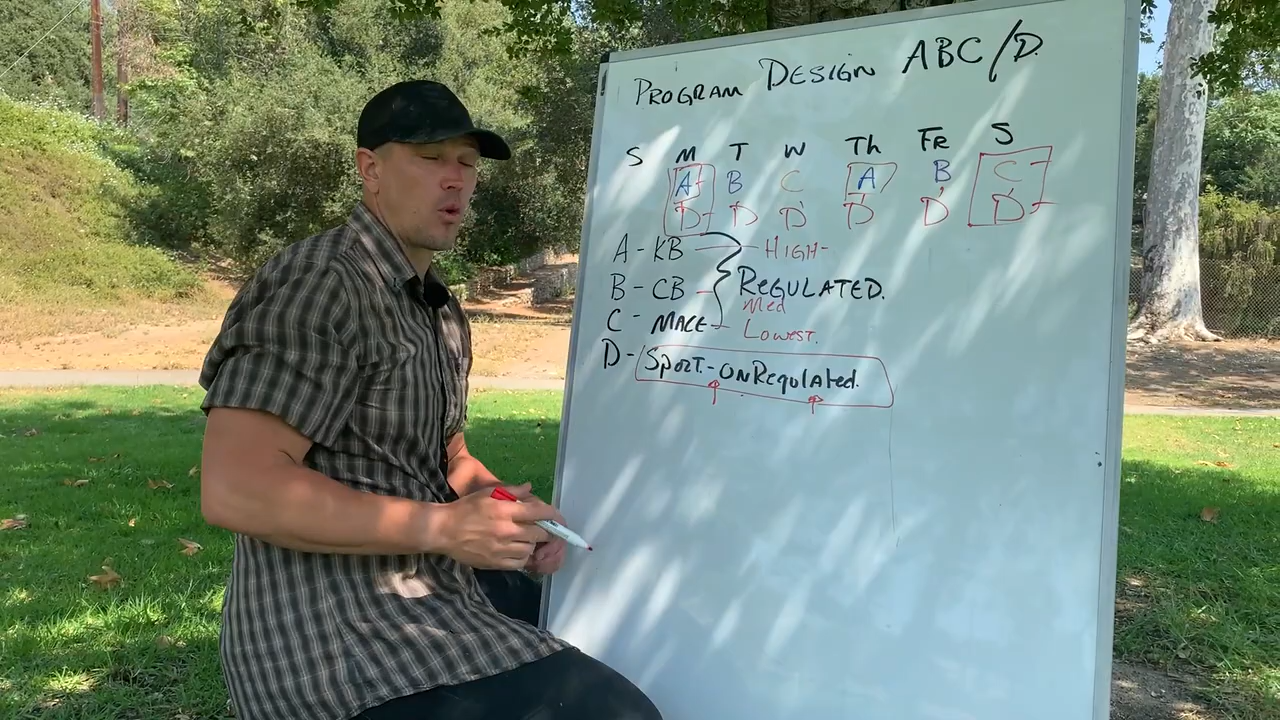 PROGRAM DESIGN ABC/D
S M T W Th Fr S
A B C A B C
D D D D D D
A - KB HIGH-
B - CB REGULATED.
Med
C - MACE Lowest.
D - Sport. - UNRegulated.